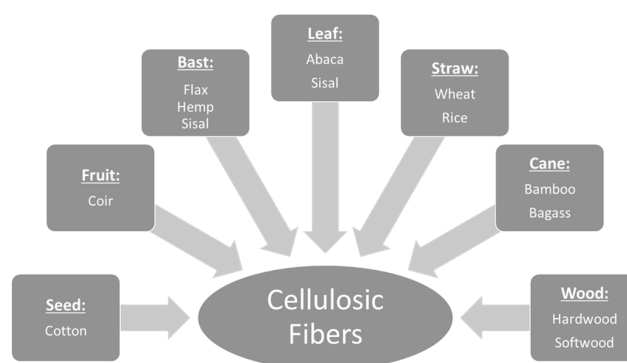 Leaf:
Abaca
Sisal
Bast:
Flax
Hemp
Sisal
Straw:
Wheat
Rice
Fruit:
Coir
Cane:
Bamboo
Bagass
Seed:
Cotton
Cellulosic
Fibers
Wood:
Hardwood
Softwood